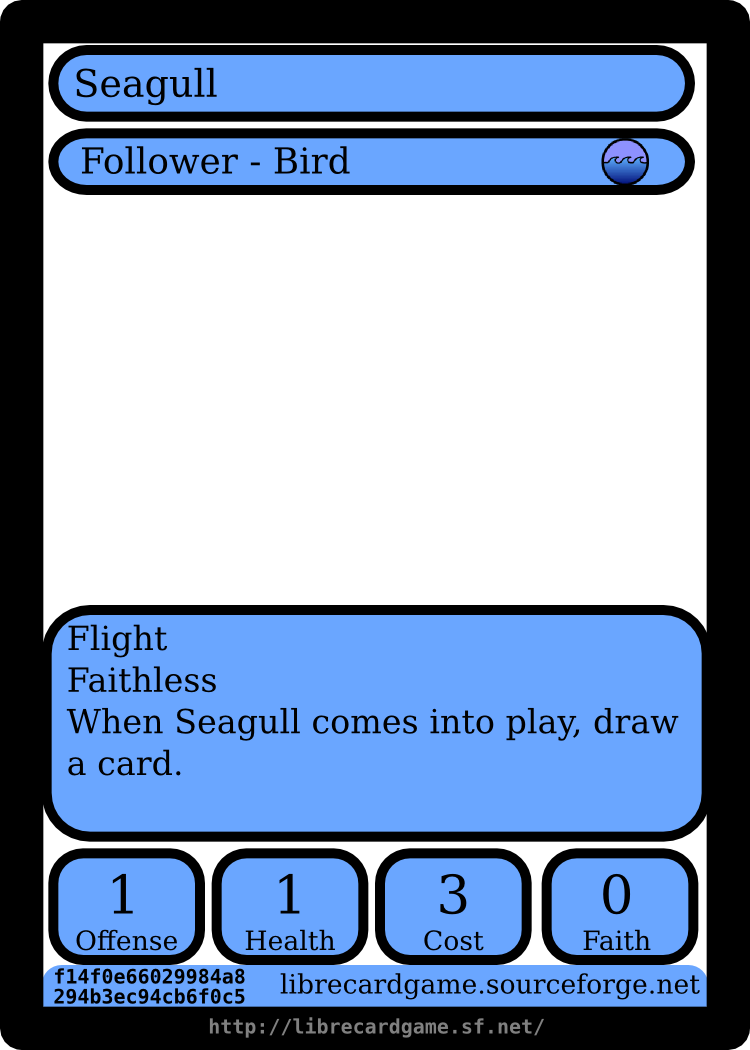 Seagull
Follower - Bird
Flight
Faithless
When Seagull comes into play, draw
a card.
1
Offense
1
Health
3
Cost
0
Faith
f14f0e66029984a8
294b3ec94cb6f0c5
librecardgame.sourceforge.net
http://librecardgame.sf.net/